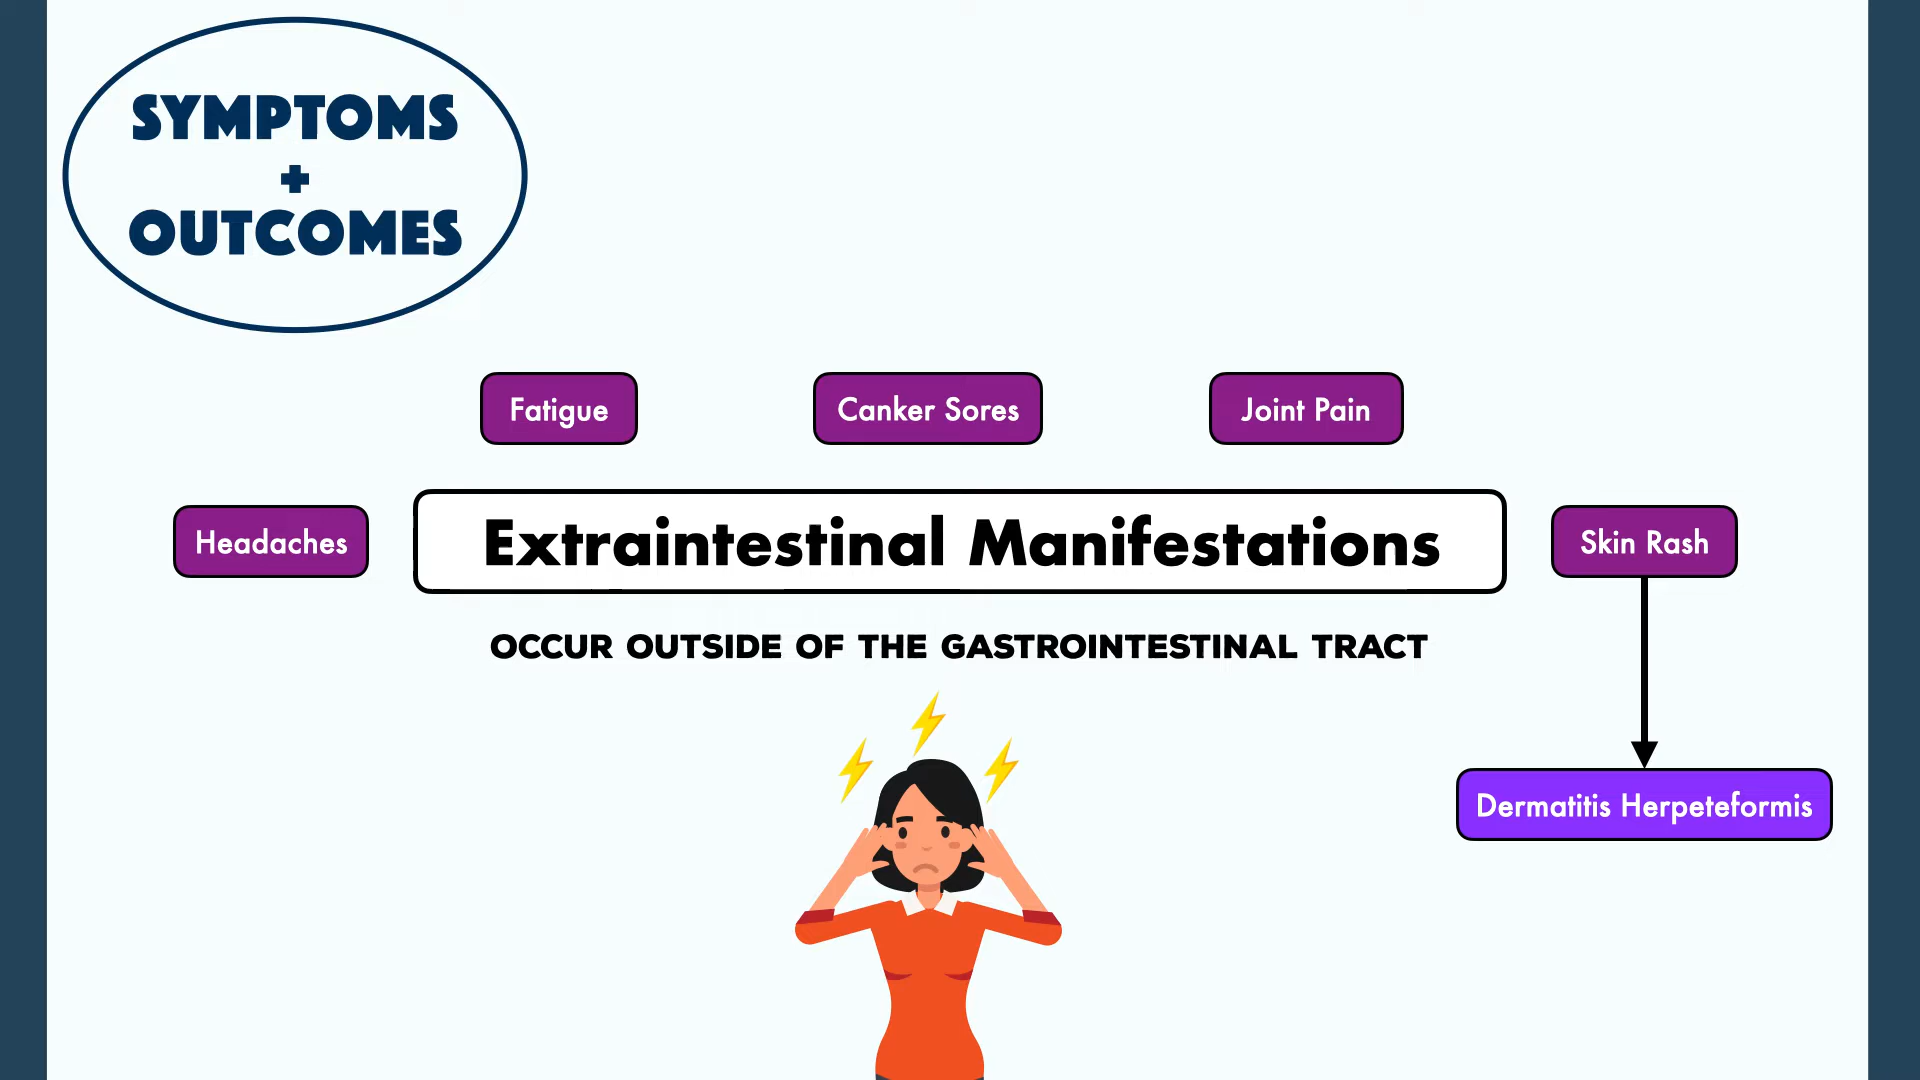 SYMPTOMS
+
OUTCOMES
Fatigue
Canker Sores
Joint Pain
Headaches
Extraintestinal Manifestations
Skin Rash
OCCUR OUTSIDE OF THE GASTROINTESTINAL TRACT
Dermatitis Herpeteformis